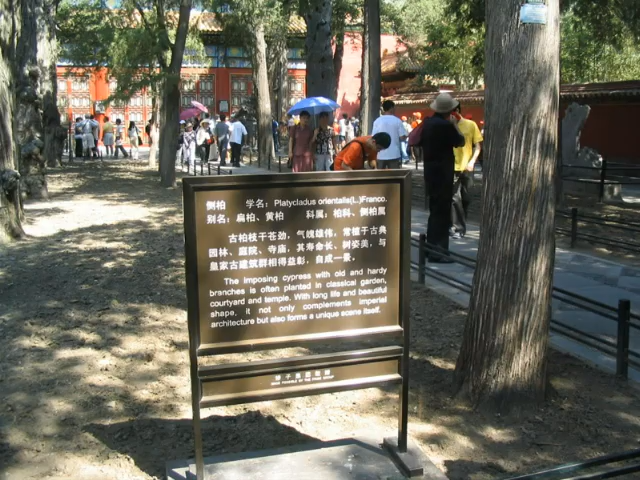 侧柏 学名：Platycladus orientalis(L.)Franco.
别名：扁柏、黄柏 科属：柏科、侧柏属
古柏枝干苍劲，气魄雄伟，常植于古典
园林、庭院、寺庙，其寿命长、树姿美，与
皇家古建筑群相得益彰，自成一景。
The imposing cypress with old and hardy
branches is often planted in classical garden,
courtyard and temple. With long life and beautiful
shape, it not only complements imperial
architecture but also forms a unique scene itself.